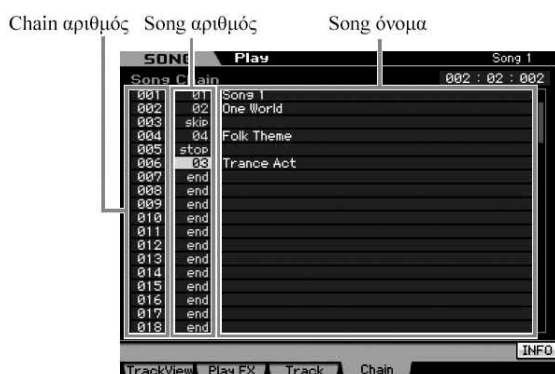 Chain αριθμός Song αριθμός Song όνομα
SONG Play Song 1
Song Chain 002 : 02 : 002
001 01 Song 1
002 02 One World
003 skip
004 04 Folk Theme
005 stop
006 03 Trance Act
007 end
008 end
009 end
010 end
011 end
012 end
013 end
014 end
015 end
016 end
017 end
018 end
INFO
TrackView Play FX Track Chain